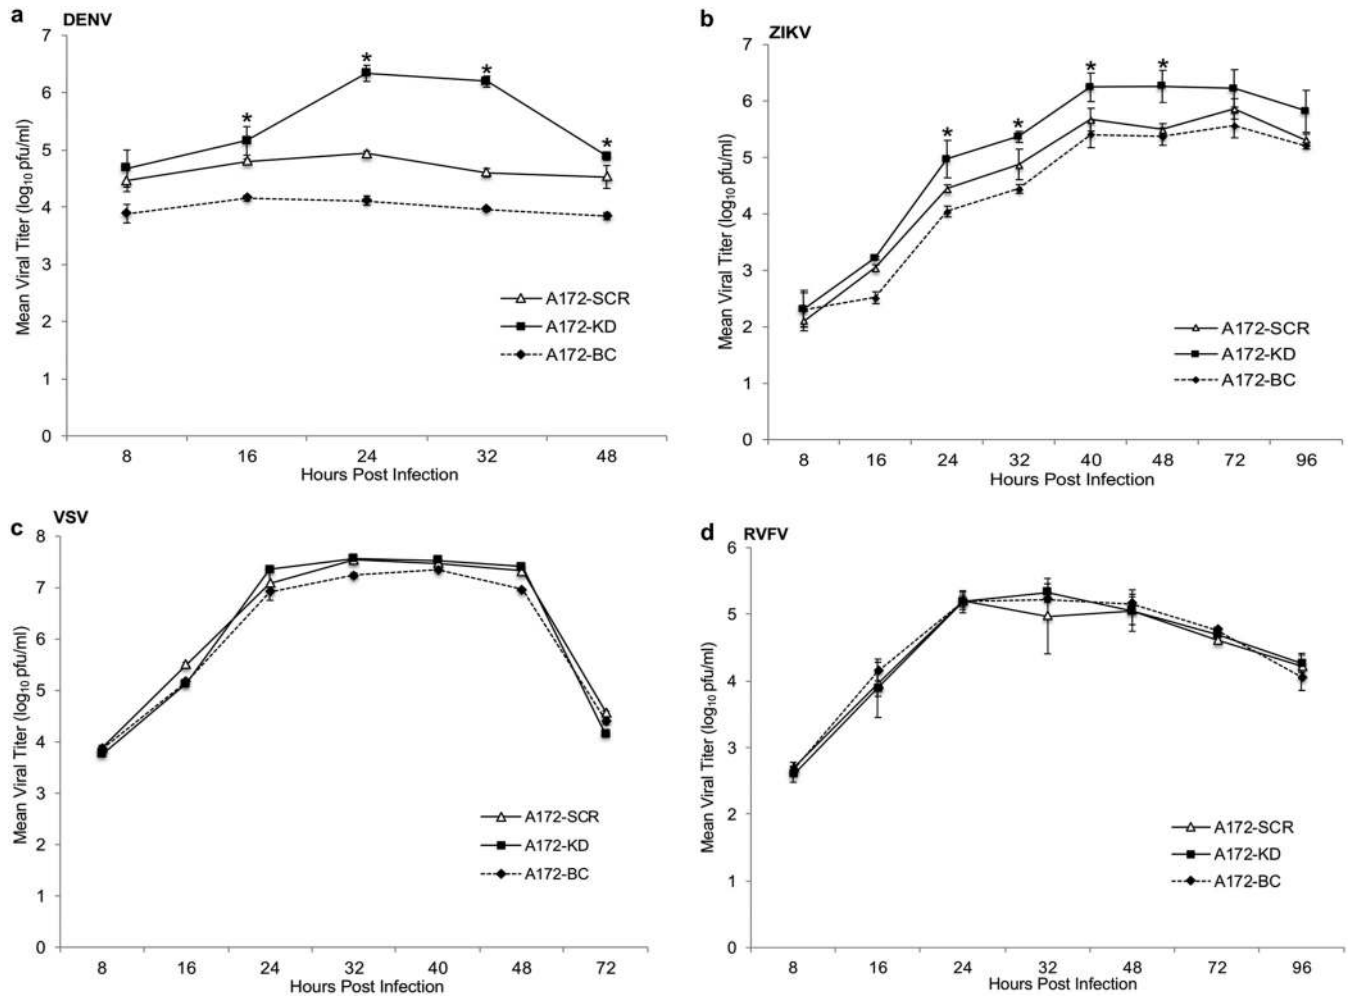 a
DENV
7
6
5
4
3
2
1
0
Mean Viral Titer (log10 pfu/ml)
*
*
*
*
A172-SCR
A172-KD
A172-BC
8 16 24 32 48
Hours Post Infection
b
ZIKV
7
6
5
4
3
2
1
0
Mean Viral Titer (log10 pfu/ml)
*
*
*
*
A172-SCR
A172-KD
A172-BC
8 16 24 32 40 48 72 96
Hours Post Infection
c
VSV
8
7
6
5
4
3
2
1
0
Mean Viral Titer (log10 pfu/ml)
A172-SCR
A172-KD
A172-BC
8 16 24 32 40 48 72
Hours Post Infection
d
RVFV
6
5
4
3
2
1
0
Mean Viral Titer (log10 pfu/ml)
A172-SCR
A172-KD
A172-BC
8 16 24 32 48 72 96
Hours Post Infection